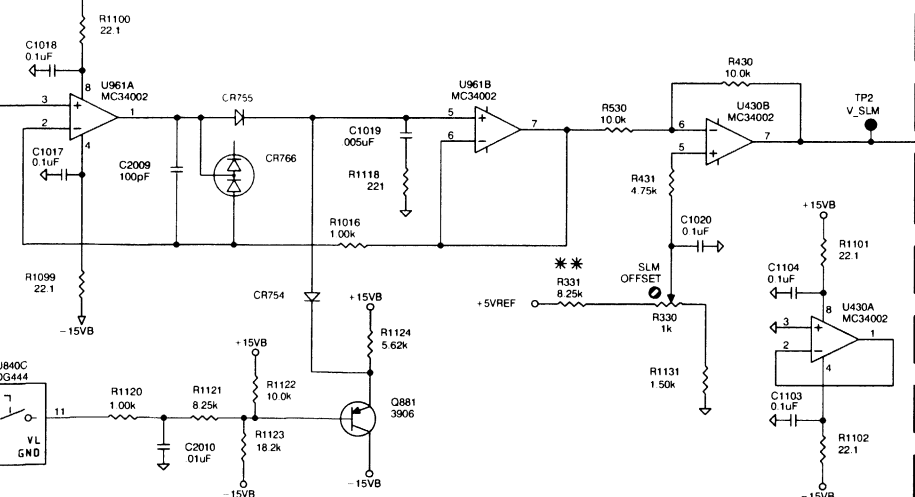 R1100
22.1
C1018
0.1uF
8
U961A
MC34002
3
+
1
2
−
4
C1017
0.1uF
R1099
22.1
−15VB
CR755
CR766
C2009
100pF
R1016
1.00k
C1019
.005uF
R1118
221
U961B
MC34002
5
+
7
6
−
R530
10.0k
R430
10.0k
U430B
MC34002
6
−
7
5
+
TP2
V_SLM
R431
4.75k
C1020
0.1uF
SLM
OFFSET
R330
1k
✳✳
R331
8.25k
+5VREF
R1131
1.50k
+15VB
R1101
22.1
C1104
0.1uF
8
U430A
MC34002
3
+
1
2
−
4
C1103
0.1uF
R1102
22.1
−15VB
CR754
+15VB
R1124
5.62k
Q881
3906
−15VB
+15VB
R1122
10.0k
R1123
18.2k
−15VB
R1121
8.25k
R1120
1.00k
C2010
.01uF
J840C
DG444
11
VL
GND